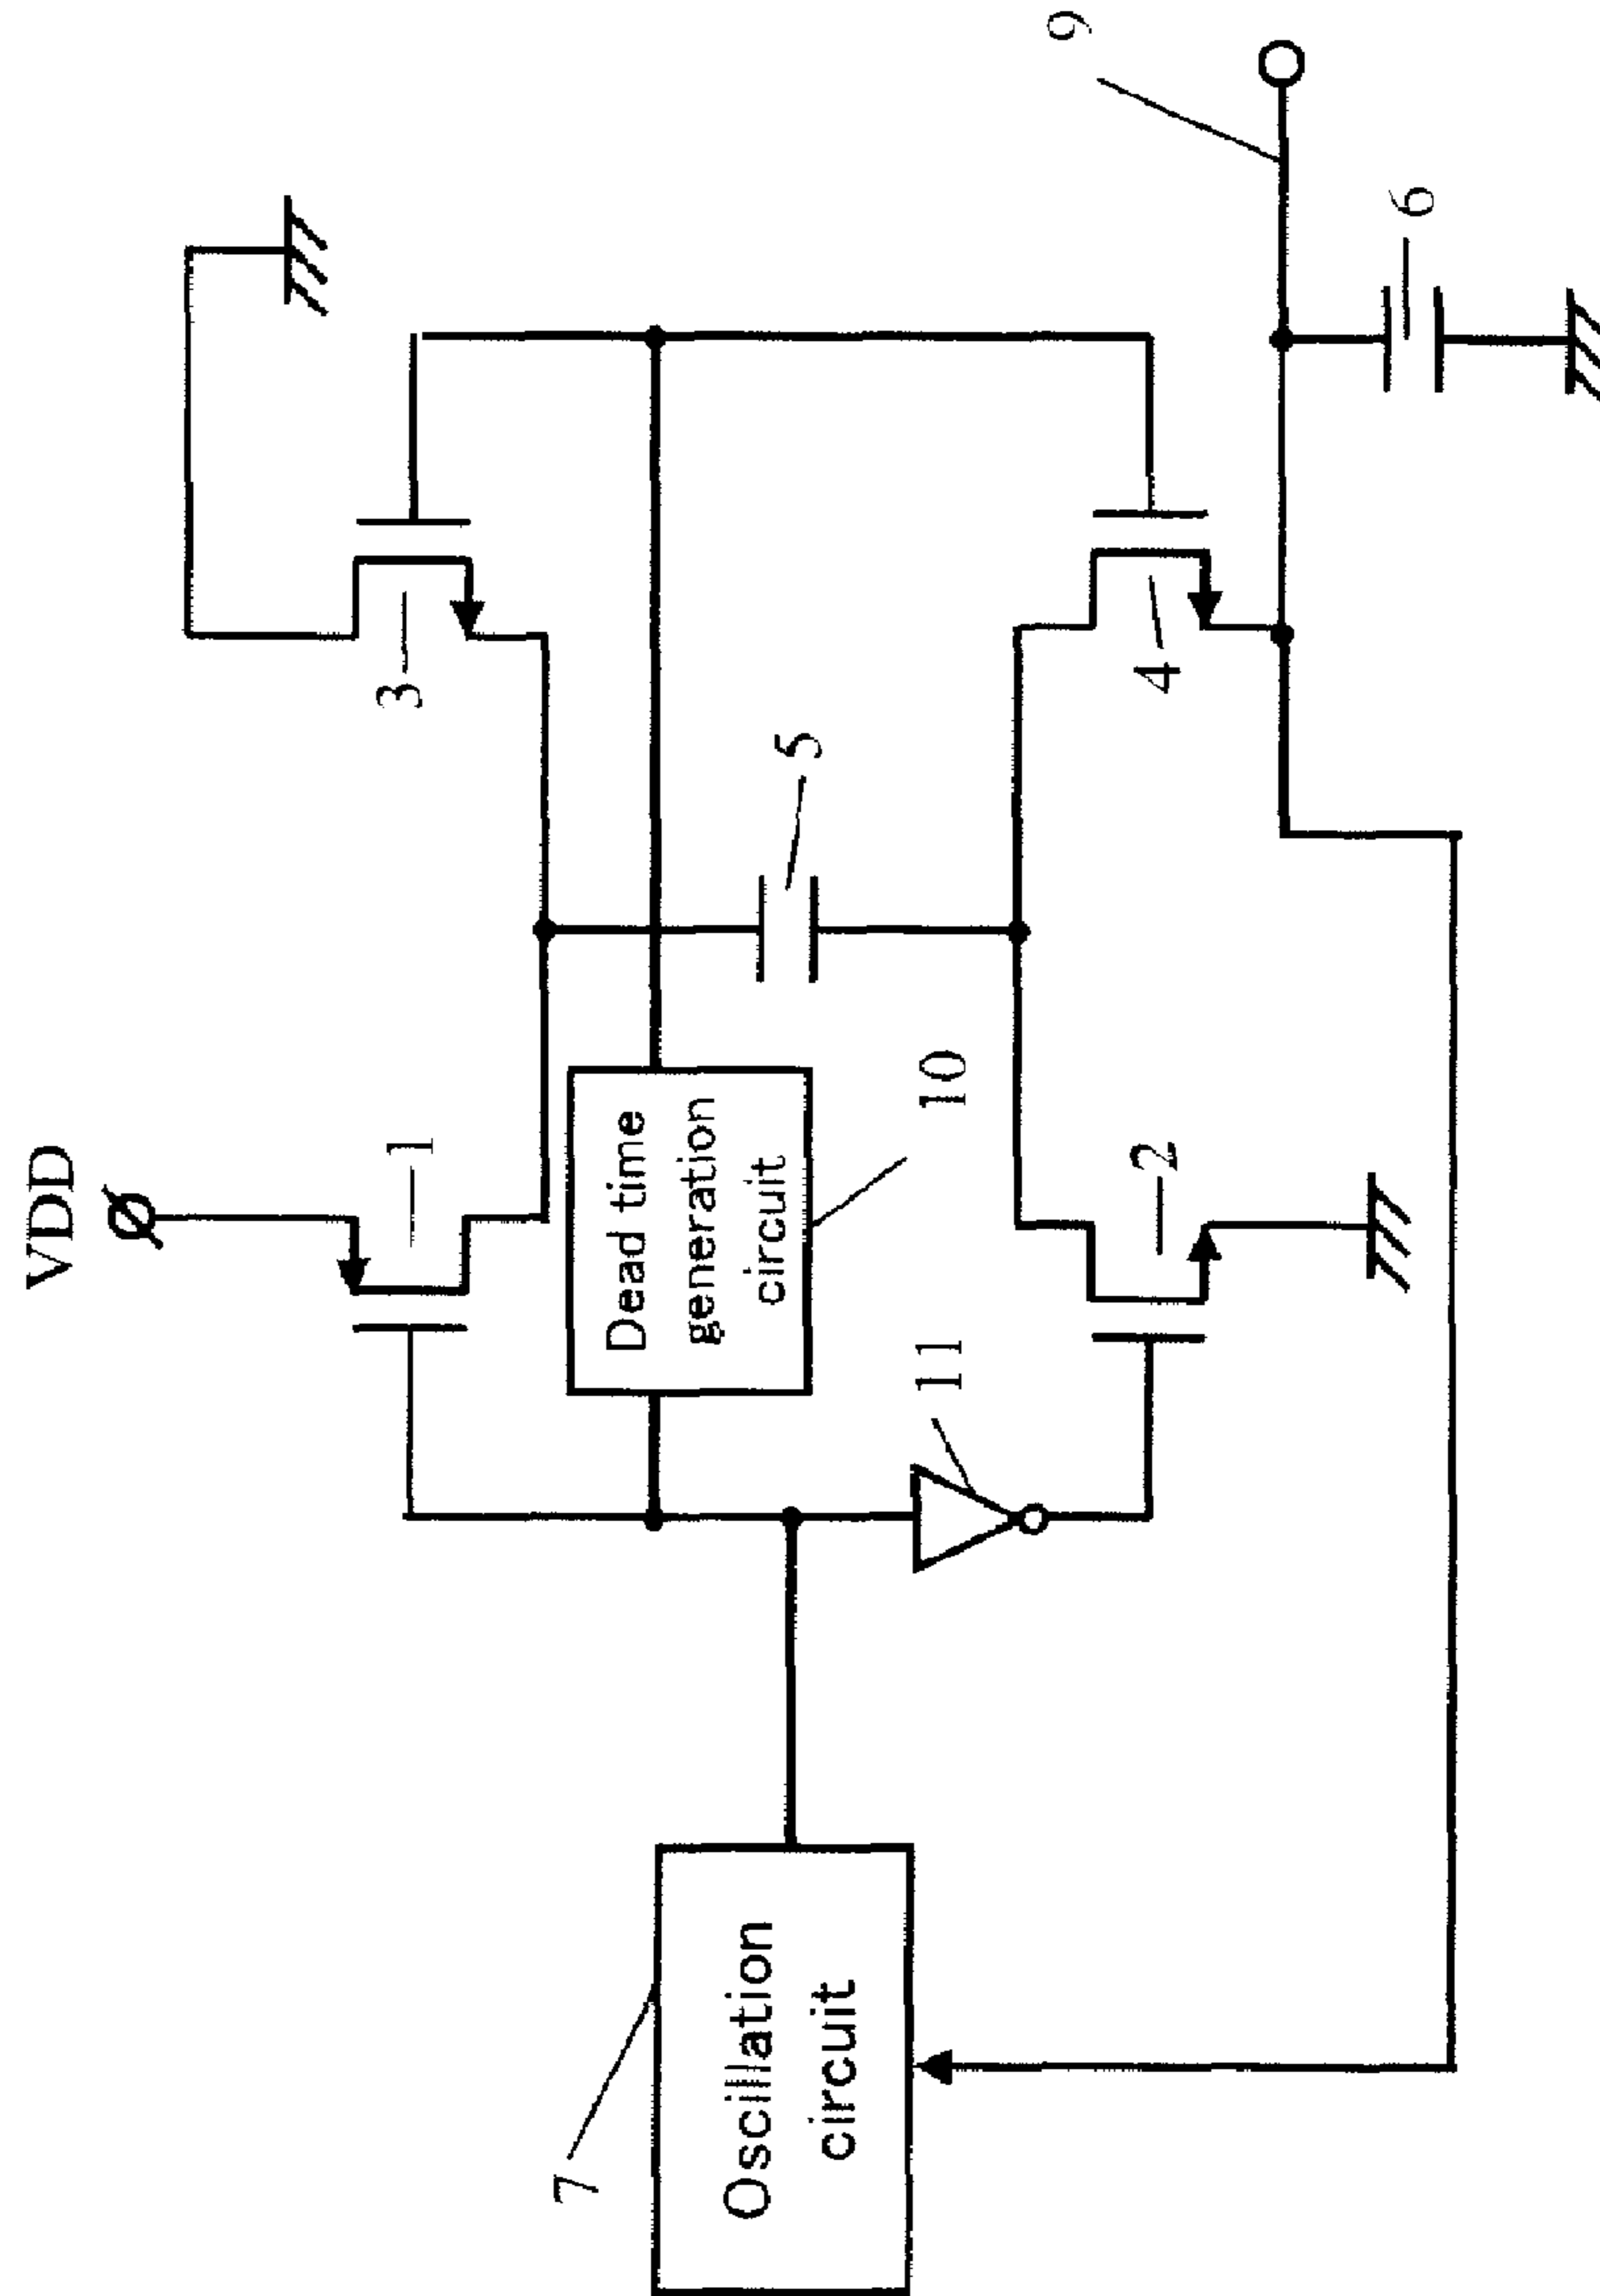 VDD
1
3
Dead time
generation
circuit
10
5
11
2
4
9
6
7
Oscillation
circuit